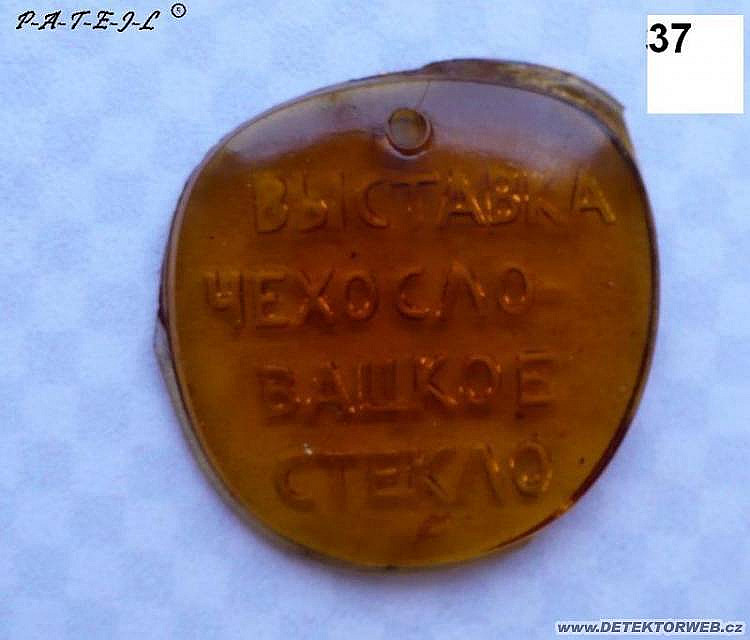 P-A-T-E-J-L ©
37
ВЫСТАВКА
ЧЕХОСЛО-
ВАЦКОЕ
СТЕКЛО
www.DETEKTORWEB.cz